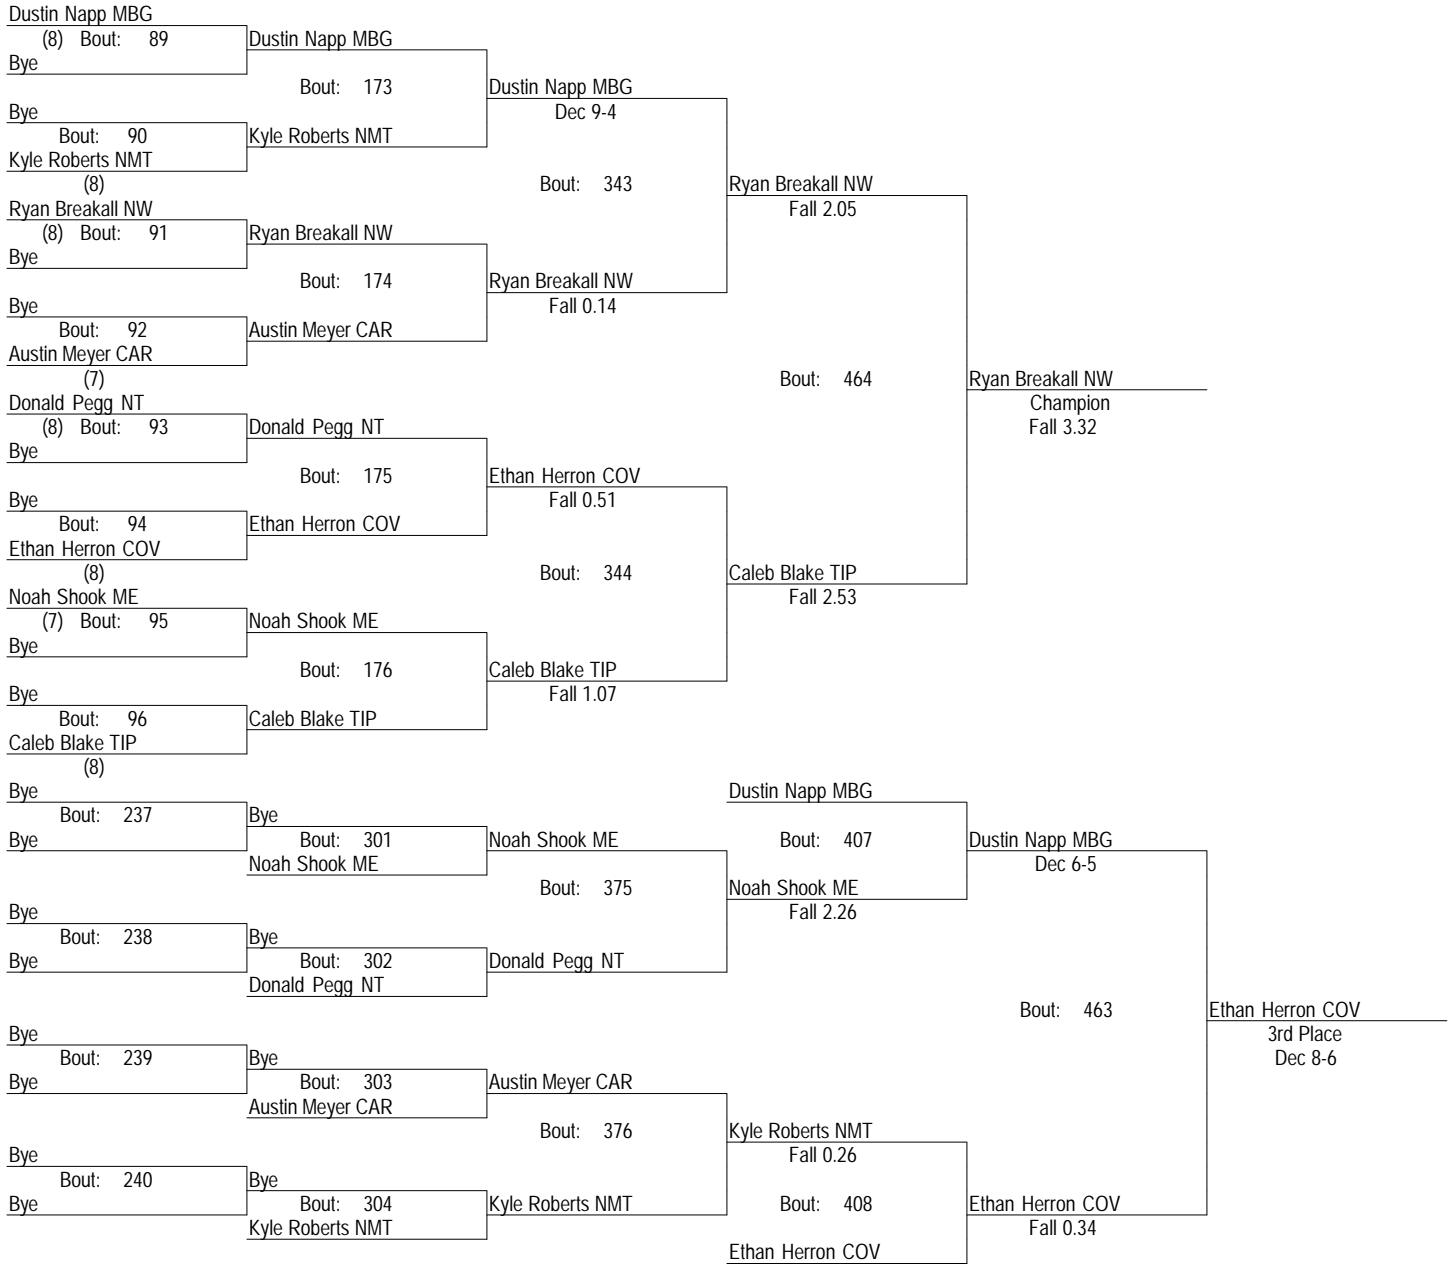 Dustin Napp MBG
(8) Bout: 89 Dustin Napp MBG
Bye
Bout: 173 Dustin Napp MBG
Bye Dec 9-4
Bout: 90 Kyle Roberts NMT
Kyle Roberts NMT
(8) Bout: 343 Ryan Breakall NW
Ryan Breakall NW Fall 2.05
(8) Bout: 91 Ryan Breakall NW
Bye
Bout: 174 Ryan Breakall NW
Bye Fall 0.14
Bout: 92 Austin Meyer CAR
Austin Meyer CAR
(7) Bout: 464 Ryan Breakall NW
Donald Pegg NT Champion
(8) Bout: 93 Donald Pegg NT Fall 3.32
Bye
Bout: 175 Ethan Herron COV
Bye Fall 0.51
Bout: 94 Ethan Herron COV
Ethan Herron COV
(8) Bout: 344 Caleb Blake TIP
Noah Shook ME Fall 2.53
(7) Bout: 95 Noah Shook ME
Bye
Bout: 176 Caleb Blake TIP
Bye Fall 1.07
Bout: 96 Caleb Blake TIP
Caleb Blake TIP
(8)
Bye Dustin Napp MBG
Bout: 237 Bye
Bye Bout: 301 Noah Shook ME Bout: 407 Dustin Napp MBG
Noah Shook ME Dec 6-5
Bout: 375 Noah Shook ME
Bye Fall 2.26
Bout: 238 Bye
Bye Bout: 302 Donald Pegg NT
Donald Pegg NT
Bout: 463 Ethan Herron COV
Bye 3rd Place
Bout: 239 Bye Dec 8-6
Bye Bout: 303 Austin Meyer CAR
Austin Meyer CAR
Bout: 376 Kyle Roberts NMT
Bye Fall 0.26
Bout: 240 Bye
Bye Bout: 304 Kyle Roberts NMT Bout: 408 Ethan Herron COV
Kyle Roberts NMT Fall 0.34
Ethan Herron COV